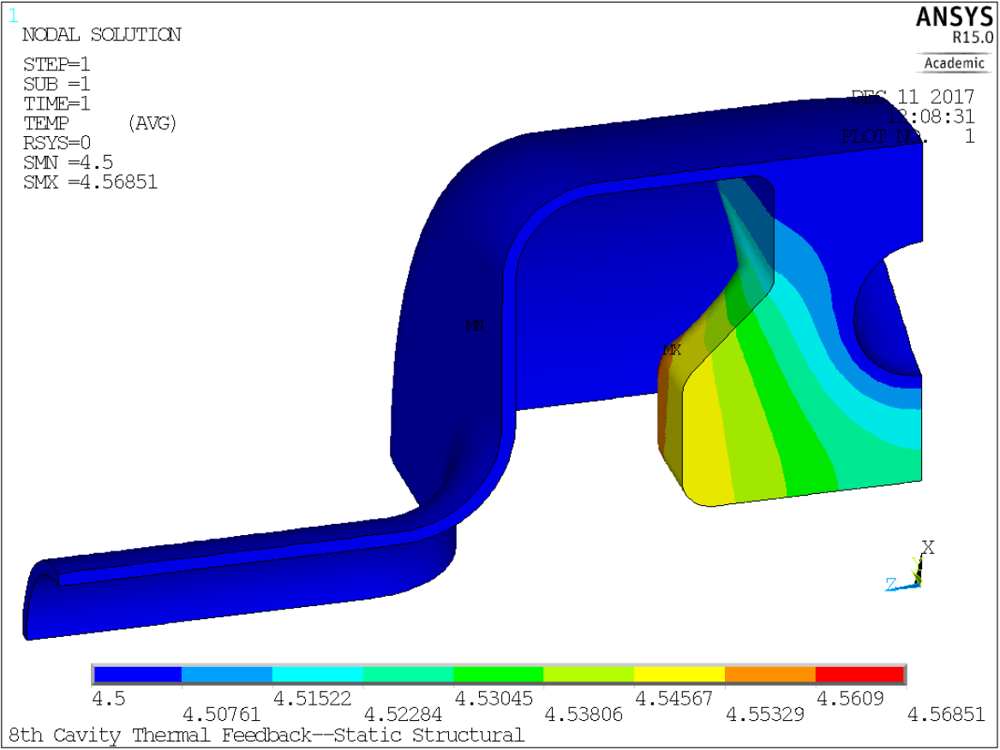 1
NODAL SOLUTION
STEP=1
SUB =1
TIME=1
TEMP (AVG)
RSYS=0
SMN =4.5
SMX =4.56851
ANSYS
R15.0
Academic
DEC 11 2017
12:08:31
PLOT NO. 1
MN
MX
X
Y
Z
4.5 4.51522 4.53045 4.54567 4.5609
4.50761 4.52284 4.53806 4.55329 4.56851
8th Cavity Thermal Feedback--Static Structural